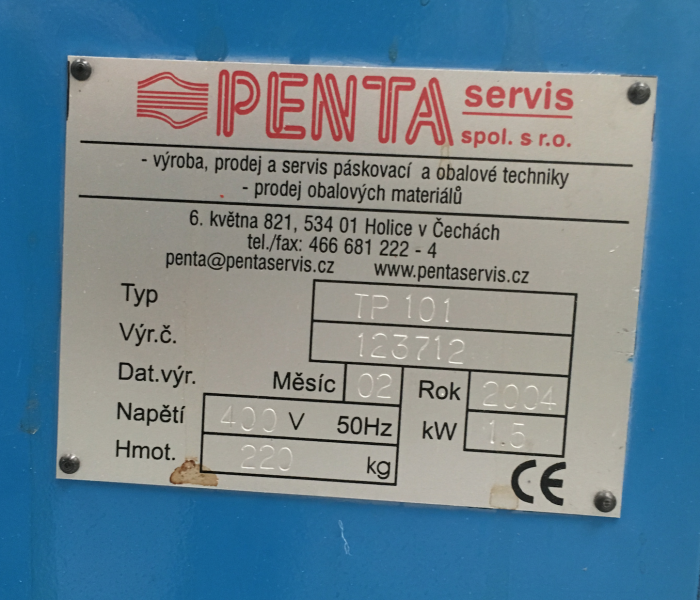 PENTA servis
spol. s r.o.
- výroba, prodej a servis páskovací a obalové techniky
- prodej obalových materiálů
6. května 821, 534 01 Holice v Čechách
tel./fax: 466 681 222 - 4
penta@pentaservis.cz www.pentaservis.cz
Typ TP 101
Výr.č. 123712
Dat.výr. Měsíc 02 Rok 2004
Napětí 400 V 50Hz kW 1.5
Hmot. 220 kg
CE